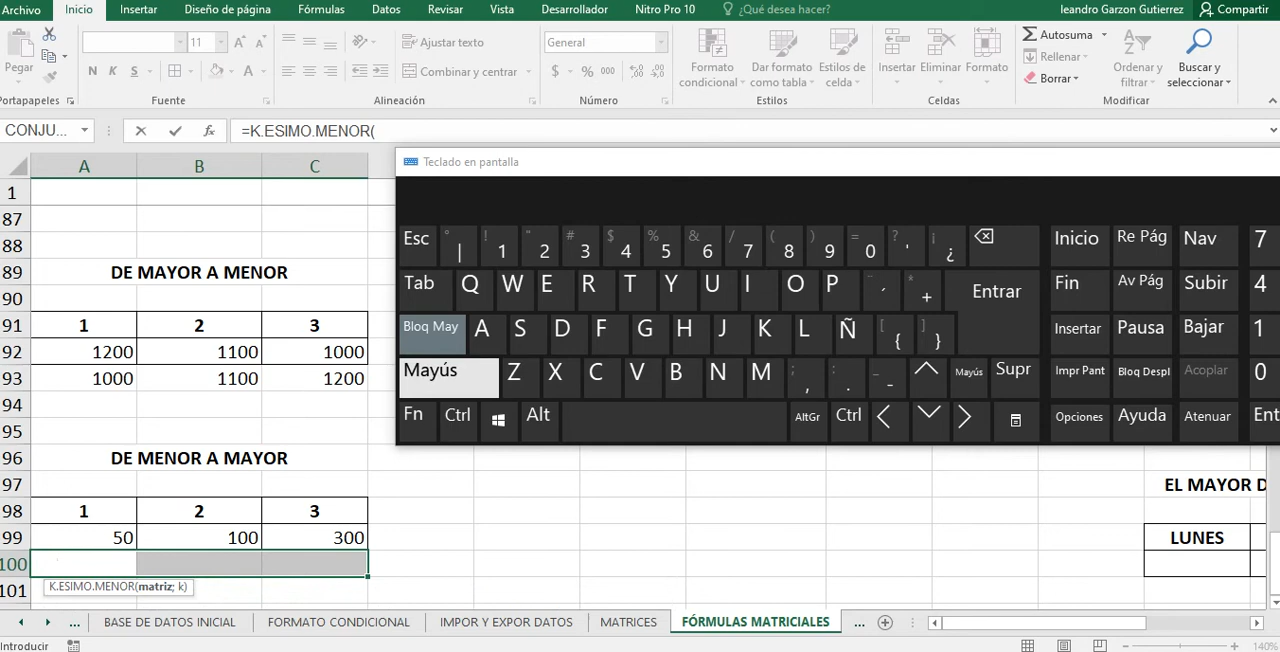 Archivo Inicio Insertar Diseño de página Fórmulas Datos Revisar Vista Desarrollador Nitro Pro 10 ¿Qué desea hacer? leandro Garzon Gutierrez Compartir
Pegar
11 A A
Ajustar texto
General
Formato condicional
Dar formato como tabla
Estilos de celda
Insertar
Eliminar
Formato
Autosuma
Rellenar
Borrar
Ordenar y filtrar
Buscar y seleccionar
N K S A
Combinar y centrar
$ % 000
Portapapeles Fuente Alineación Número Estilos Celdas Modificar
CONJU... fx =K.ESIMO.MENOR(
A B C
Teclado en pantalla
Esc ° | ! 1 " 2 # 3 $ 4 % 5 & 6 / 7 ( 8 ) 9 = 0 ? ' ¡ ¿ Inicio Re Pág Nav 7
Tab Q W E R T Y U I O P ¨ ´ * + Entrar Fin Av Pág Subir 4
Bloq May A S D F G H J K L Ñ [ { ] } Insertar Pausa Bajar 1
Mayús Z X C V B N M ; , : . _ - Mayús Supr Impr Pant Bloq Despl Acoplar 0
Fn Ctrl Alt AltGr Ctrl Opciones Ayuda Atenuar Ent
1
87
88
89 DE MAYOR A MENOR
90
91 1 2 3
92 1200 1100 1000
93 1000 1100 1200
94
95
96 DE MENOR A MAYOR
97 EL MAYOR D
98 1 2 3
99 50 100 300 LUNES
100
101 K.ESIMO.MENOR(matriz; k)
... BASE DE DATOS INICIAL FORMATO CONDICIONAL IMPOR Y EXPOR DATOS MATRICES FÓRMULAS MATRICIALES ...
Introducir 140%